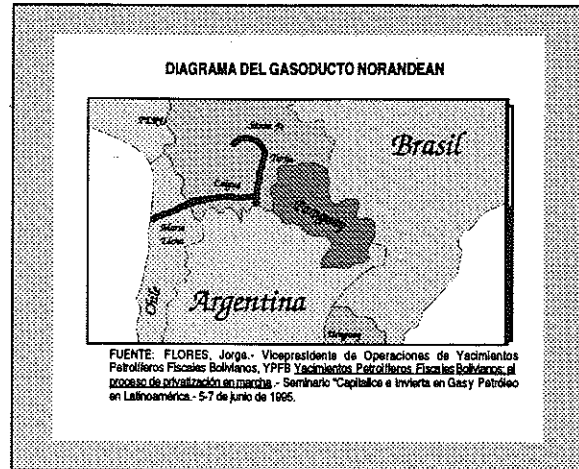 DIAGRAMA DEL GASODUCTO NORANDEAN
PERU
Santa Fe
Brasil
Tarija
Paraguay
Chile
Argentina
Uruguay
FUENTE: FLORES, Jorge.- Vicepresidente de Operaciones de Yacimientos
Petrolíferos Fiscales Bolivianos, YPFB Yacimientos Petrolíferos Fiscales Bolivianos: el
proceso de privatización en marcha .- Seminario "Capitalice e Invierta en Gas y Petróleo
en Latinoamérica.- 5-7 de junio de 1995.